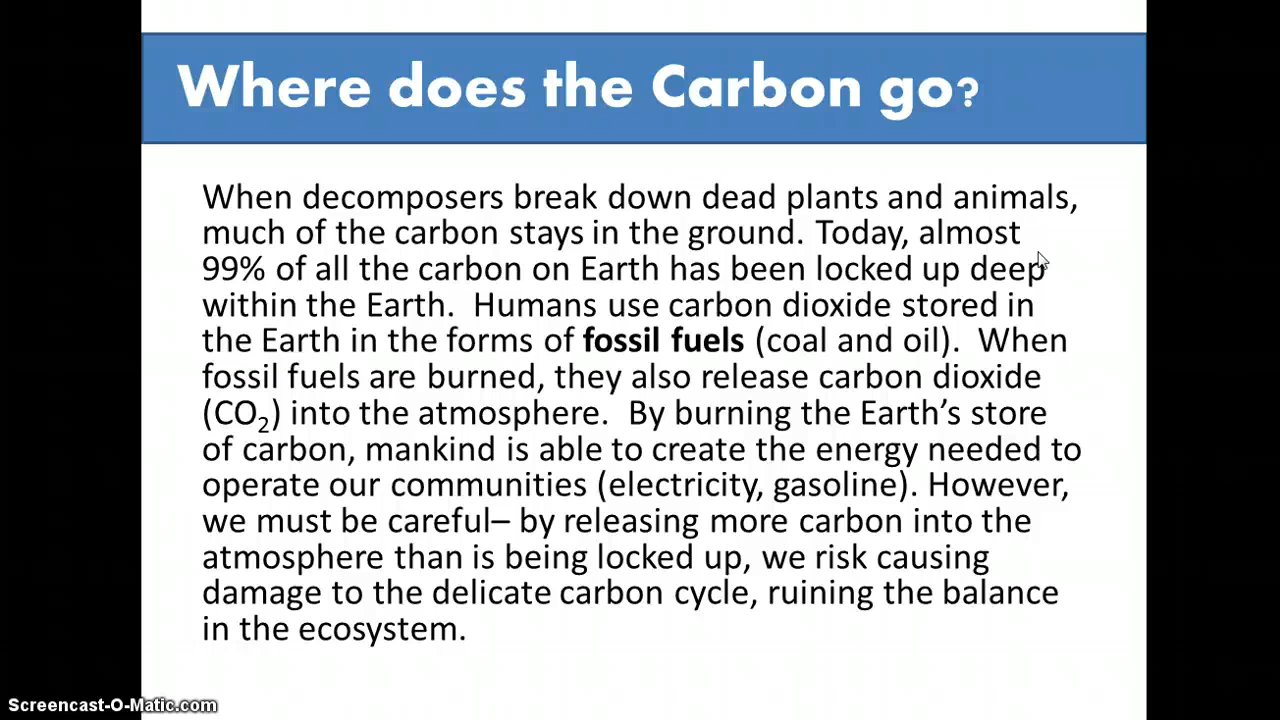 Where does the Carbon go?
When decomposers break down dead plants and animals,
much of the carbon stays in the ground. Today, almost
99% of all the carbon on Earth has been locked up deep
within the Earth. Humans use carbon dioxide stored in
the Earth in the forms of fossil fuels (coal and oil). When
fossil fuels are burned, they also release carbon dioxide
(CO₂) into the atmosphere. By burning the Earth’s store
of carbon, mankind is able to create the energy needed to
operate our communities (electricity, gasoline). However,
we must be careful– by releasing more carbon into the
atmosphere than is being locked up, we risk causing
damage to the delicate carbon cycle, ruining the balance
in the ecosystem.
Screencast-O-Matic.com